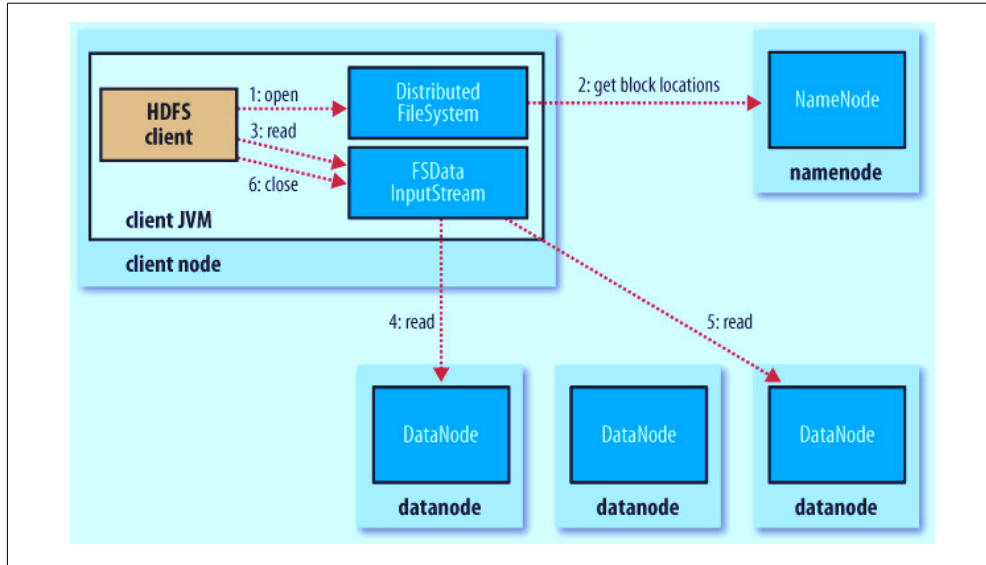 HDFS
client
1: open
3: read
6: close
Distributed
FileSystem
FSData
InputStream
client JVM
client node
2: get block locations
NameNode
namenode
4: read
5: read
DataNode
datanode
DataNode
datanode
DataNode
datanode